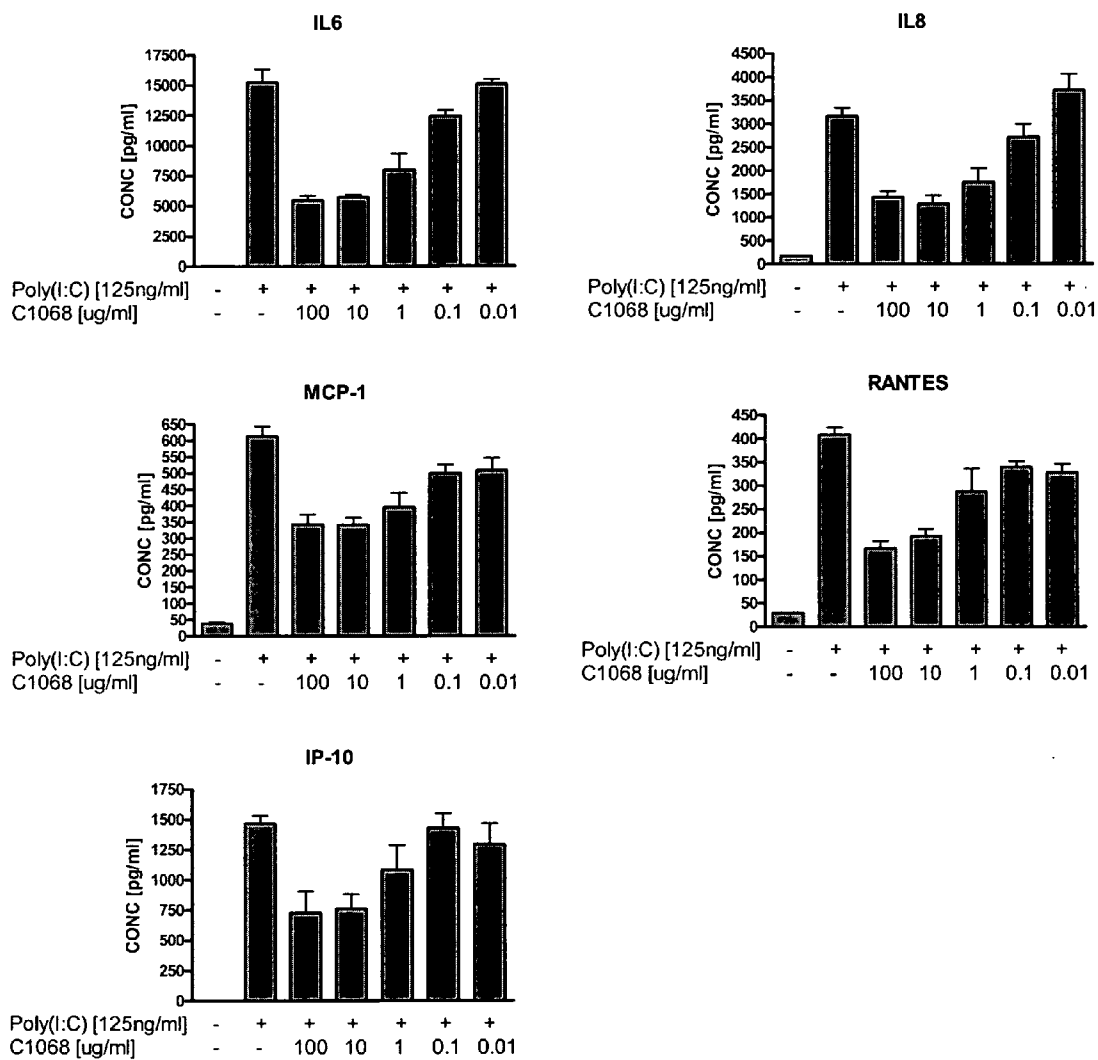 IL6
17500
15000
12500
10000
7500
5000
2500
0
CONC [pg/ml]
Poly(I:C) [125ng/ml] - + + + + + +
C1068 [ug/ml] - - 100 10 1 0.1 0.01
IL8
4500
4000
3500
3000
2500
2000
1500
1000
500
0
CONC [pg/ml]
Poly(I:C) [125ng/ml] - + + + + + +
C1068 [ug/ml] - - 100 10 1 0.1 0.01
MCP-1
650
600
550
500
450
400
350
300
250
200
150
100
50
0
CONC [pg/ml]
Poly(I:C) [125ng/ml] - + + + + + +
C1068 [ug/ml] - - 100 10 1 0.1 0.01
RANTES
450
400
350
300
250
200
150
100
50
0
CONC [pg/ml]
Poly(I:C) [125ng/ml] - + + + + + +
C1068 [ug/ml] - - 100 10 1 0.1 0.01
IP-10
1750
1500
1250
1000
750
500
250
0
CONC [pg/ml]
Poly(I:C) [125ng/ml] - + + + + + +
C1068 [ug/ml] - - 100 10 1 0.1 0.01